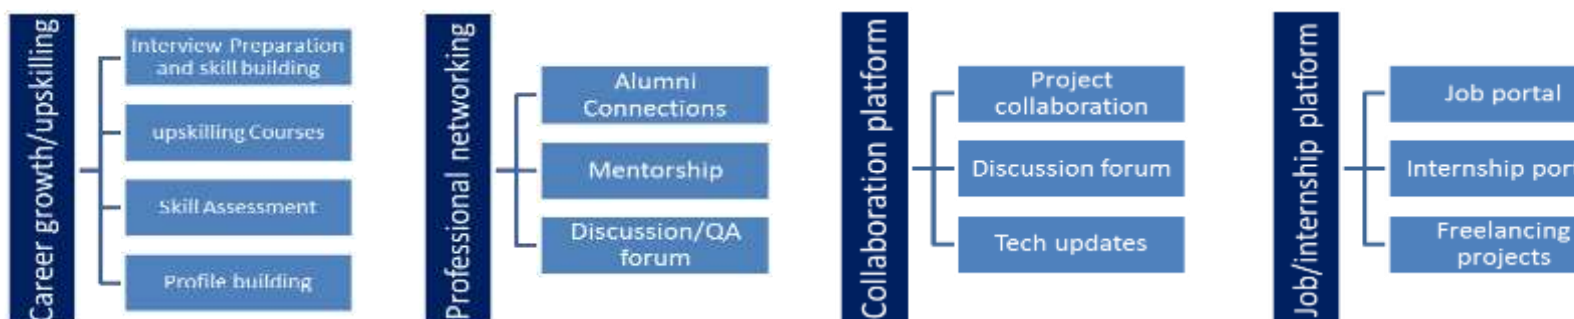 Career growth/upskilling
Interview Preparation
and skill building
upskilling Courses
Skill Assessment
Profile building
Professional networking
Alumni
Connections
Mentorship
Discussion/QA
forum
Collaboration platform
Project
collaboration
Discussion forum
Tech updates
Job/internship platform
Job portal
Internship
Freelancing
projects